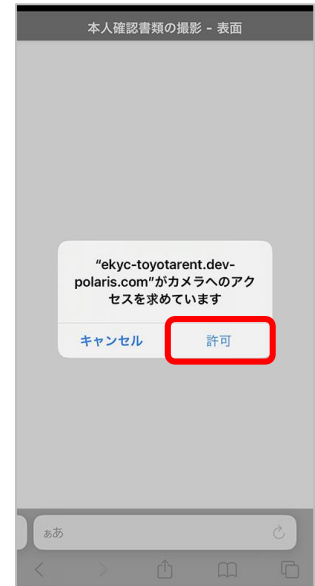 本人確認書類の撮影 - 表面
“ekyc-toyotarent.dev-
polaris.com”がカメラへのアク
セスを求めています
キャンセル 許可
ぁあ